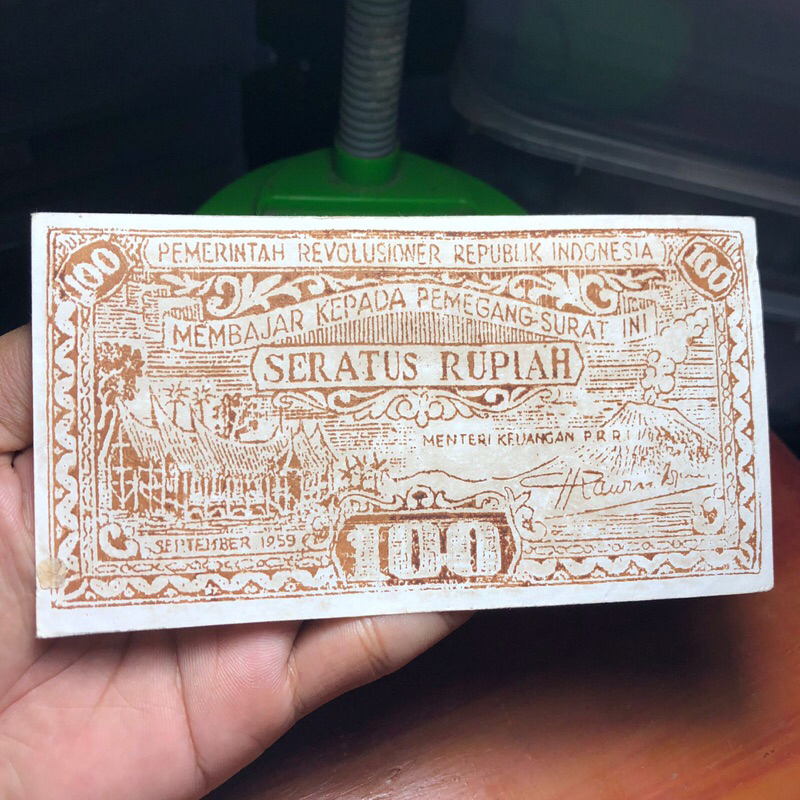 100 PEMERINTAH REVOLUSIONER REPUBLIK INDONESIA 100
MEMBAJAR KEPADA PEMEGANG SURAT INI
SERATUS RUPIAH
MENTERI KEUANGAN P R R I
SEPTEMBER 1959
100